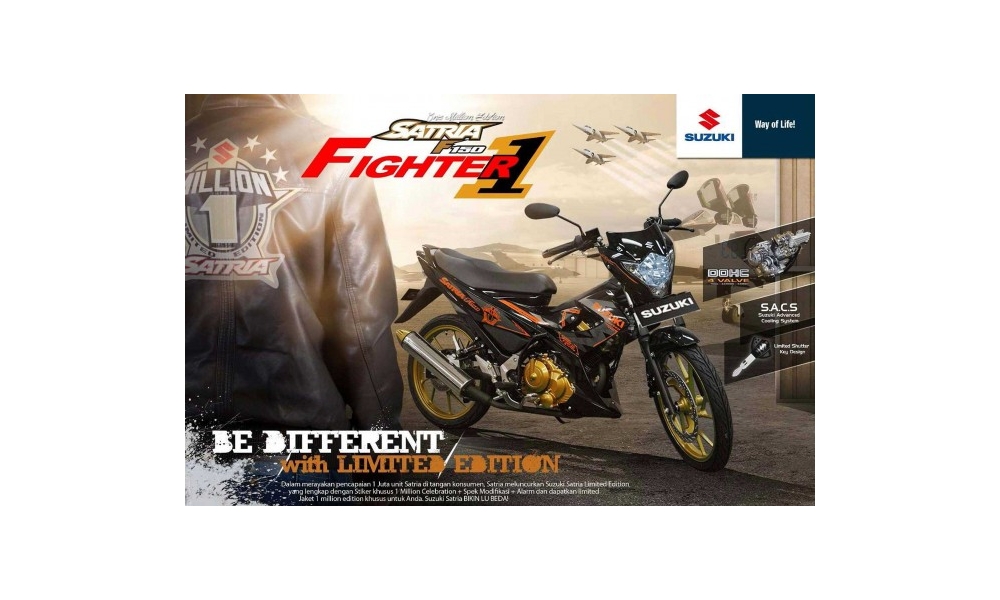 One Million Edition
SATRIA
F150
FIGHTER 1
SUZUKI
Way of Life!
MILLION
1
LIMITED EDITION
SATRIA
DOHC
4 VALVE
S.A.C.S
Suzuki Advanced
Cooling System
SUZUKI
Limited Shutter
Key Design
BE DIFFERENT
with LIMITED EDITION
Dalam merayakan pencapaian 1 Juta unit Satria di tangan konsumen, Satria meluncurkan Suzuki Satria Limited Edition
yang lengkap dengan Stiker khusus 1 Million Celebration + Spek Modifikasi + Alarm dan dapatkan limited
Jaket 1 million edition khusus untuk Anda. Suzuki Satria BIKIN LU BEDA!